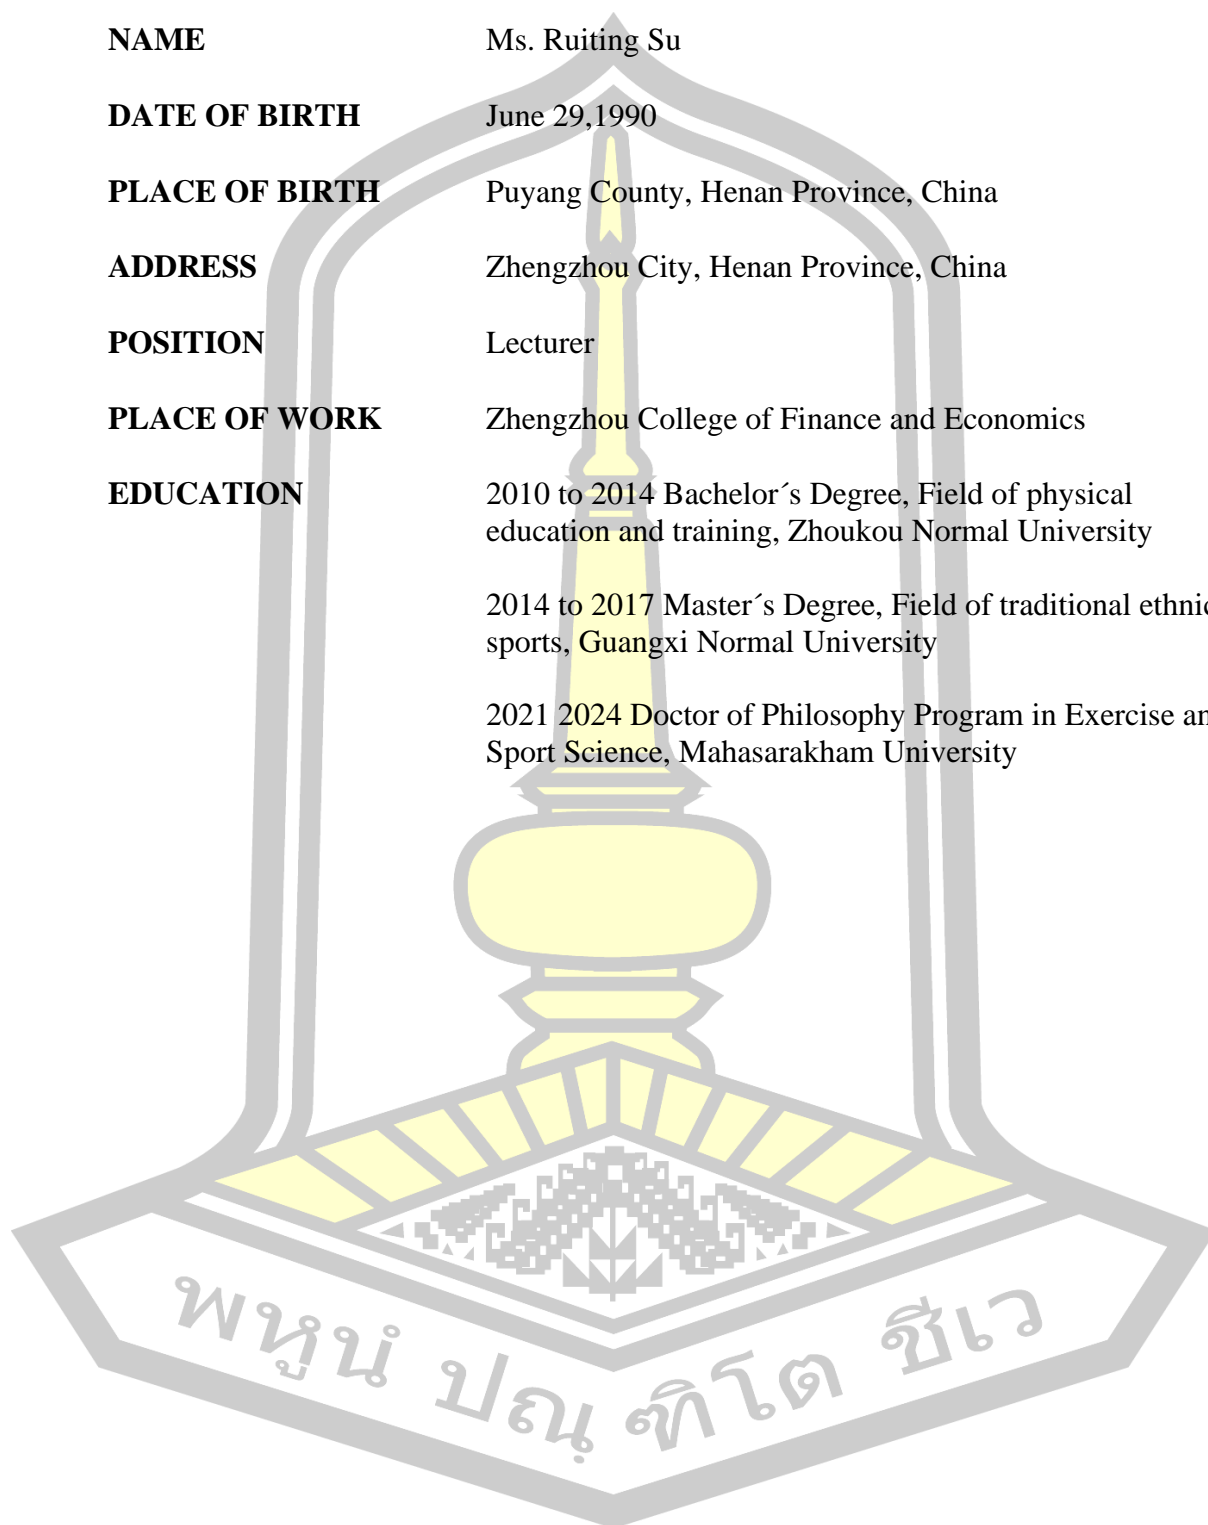 NAME Ms. Ruiting Su
DATE OF BIRTH June 29,1990
PLACE OF BIRTH Puyang County, Henan Province, China
ADDRESS Zhengzhou City, Henan Province, China
POSITION Lecturer
PLACE OF WORK Zhengzhou College of Finance and Economics
EDUCATION 2010 to 2014 Bachelor´s Degree, Field of physical
education and training, Zhoukou Normal University
2014 to 2017 Master´s Degree, Field of traditional ethnic
sports, Guangxi Normal University
2021 2024 Doctor of Philosophy Program in Exercise an
Sport Science, Mahasarakham University
พหูนํ ปณฺฑิโต ชีเว